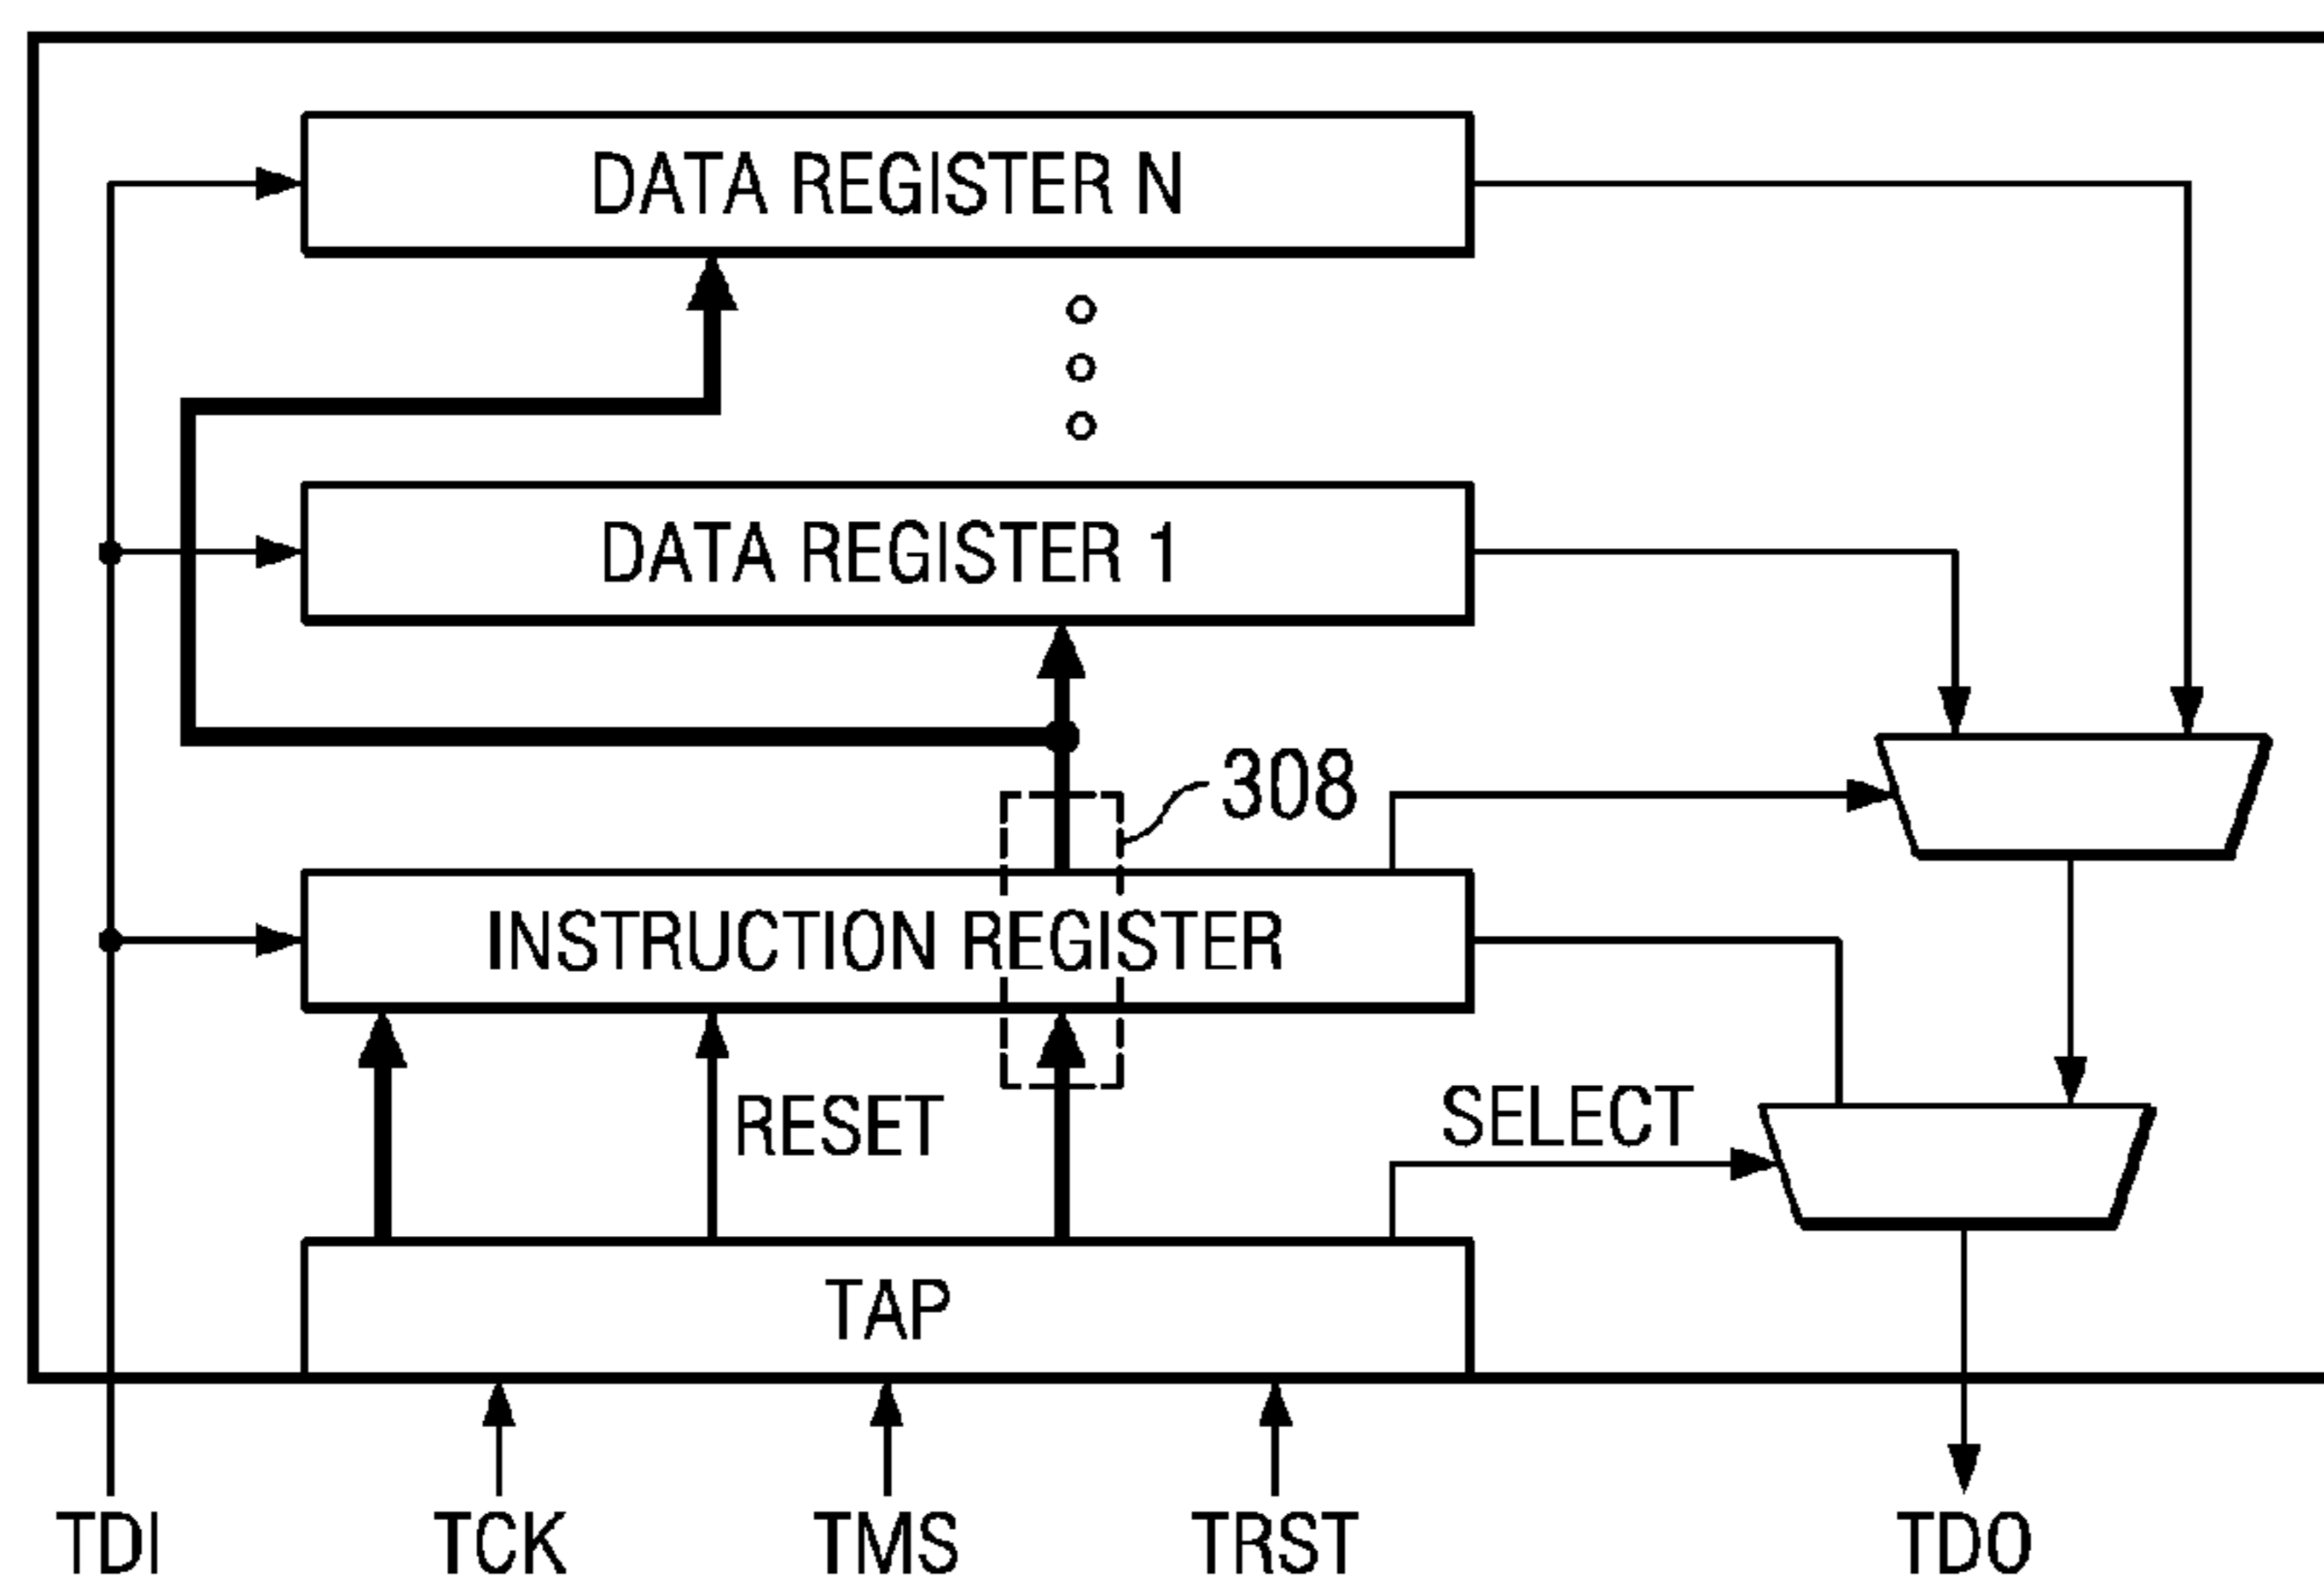 DATA REGISTER N
DATA REGISTER 1
308
INSTRUCTION REGISTER
RESET
SELECT
TAP
TDI
TCK
TMS
TRST
TDO